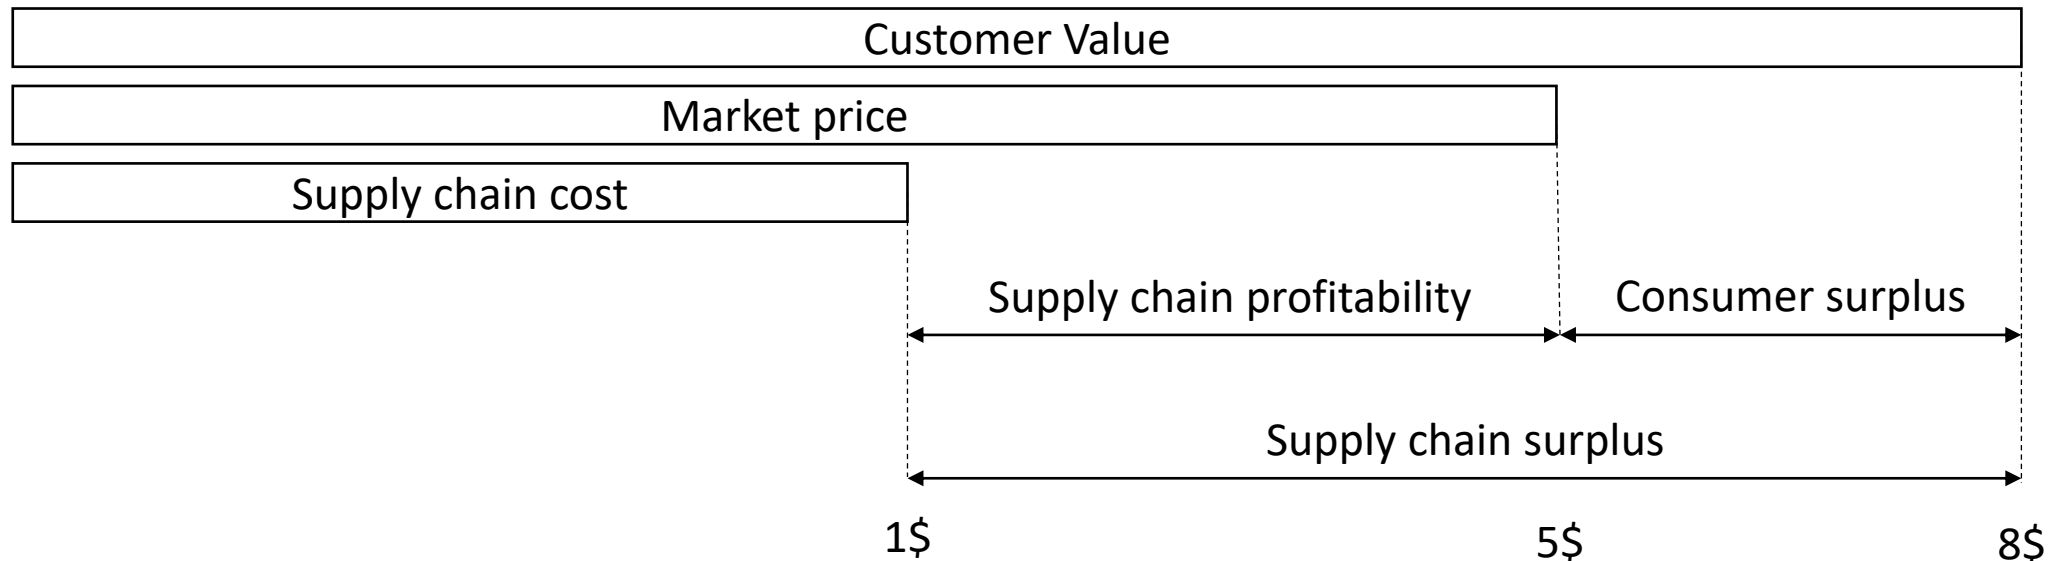 Customer Value
Market price
Supply chain cost
Supply chain profitability
Consumer surplus
Supply chain surplus
1$
5$
8$